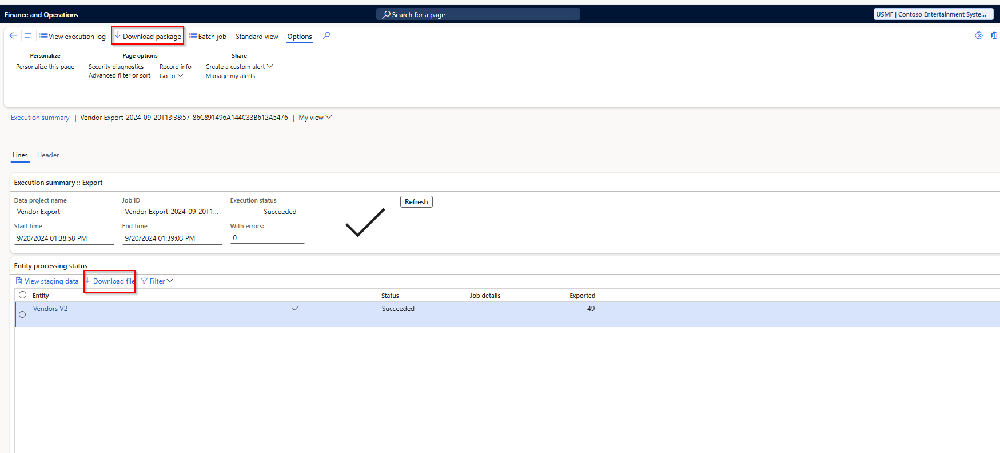 Finance and Operations
Search for a page
USMF | Contoso Entertainment Syste...
View execution log
Download package
Batch job
Standard view
Options
Personalize
Page options
Share
Personalize this page
Security diagnostics
Record info
Create a custom alert
Advanced filter or sort
Go to
Manage my alerts
Execution summary | Vendor Export-2024-09-20T13:38:57-86C891496A144C33B612A5476 | My view
Lines
Header
Execution summary :: Export
Data project name
Job ID
Execution status
Refresh
Vendor Export
Vendor Export-2024-09-20T1...
Succeeded
Start time
End time
With errors:
9/20/2024 01:38:58 PM
9/20/2024 01:39:03 PM
0
Entity processing status
View staging data
Download file
Filter
Entity
Status
Job details
Exported
Vendors V2
Succeeded
49